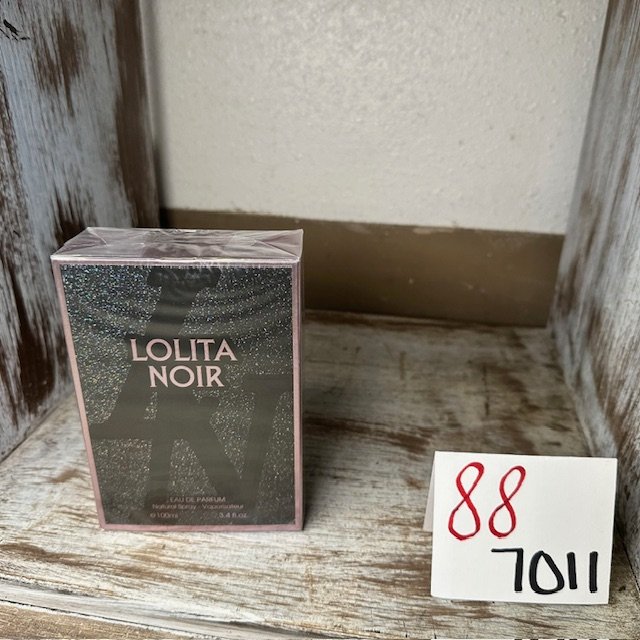 LOLITA
NOIR
EAU DE PARFUM
Natural Spray - Vaporisateur
℮100ml 3.4 fl.oz.
88
7011